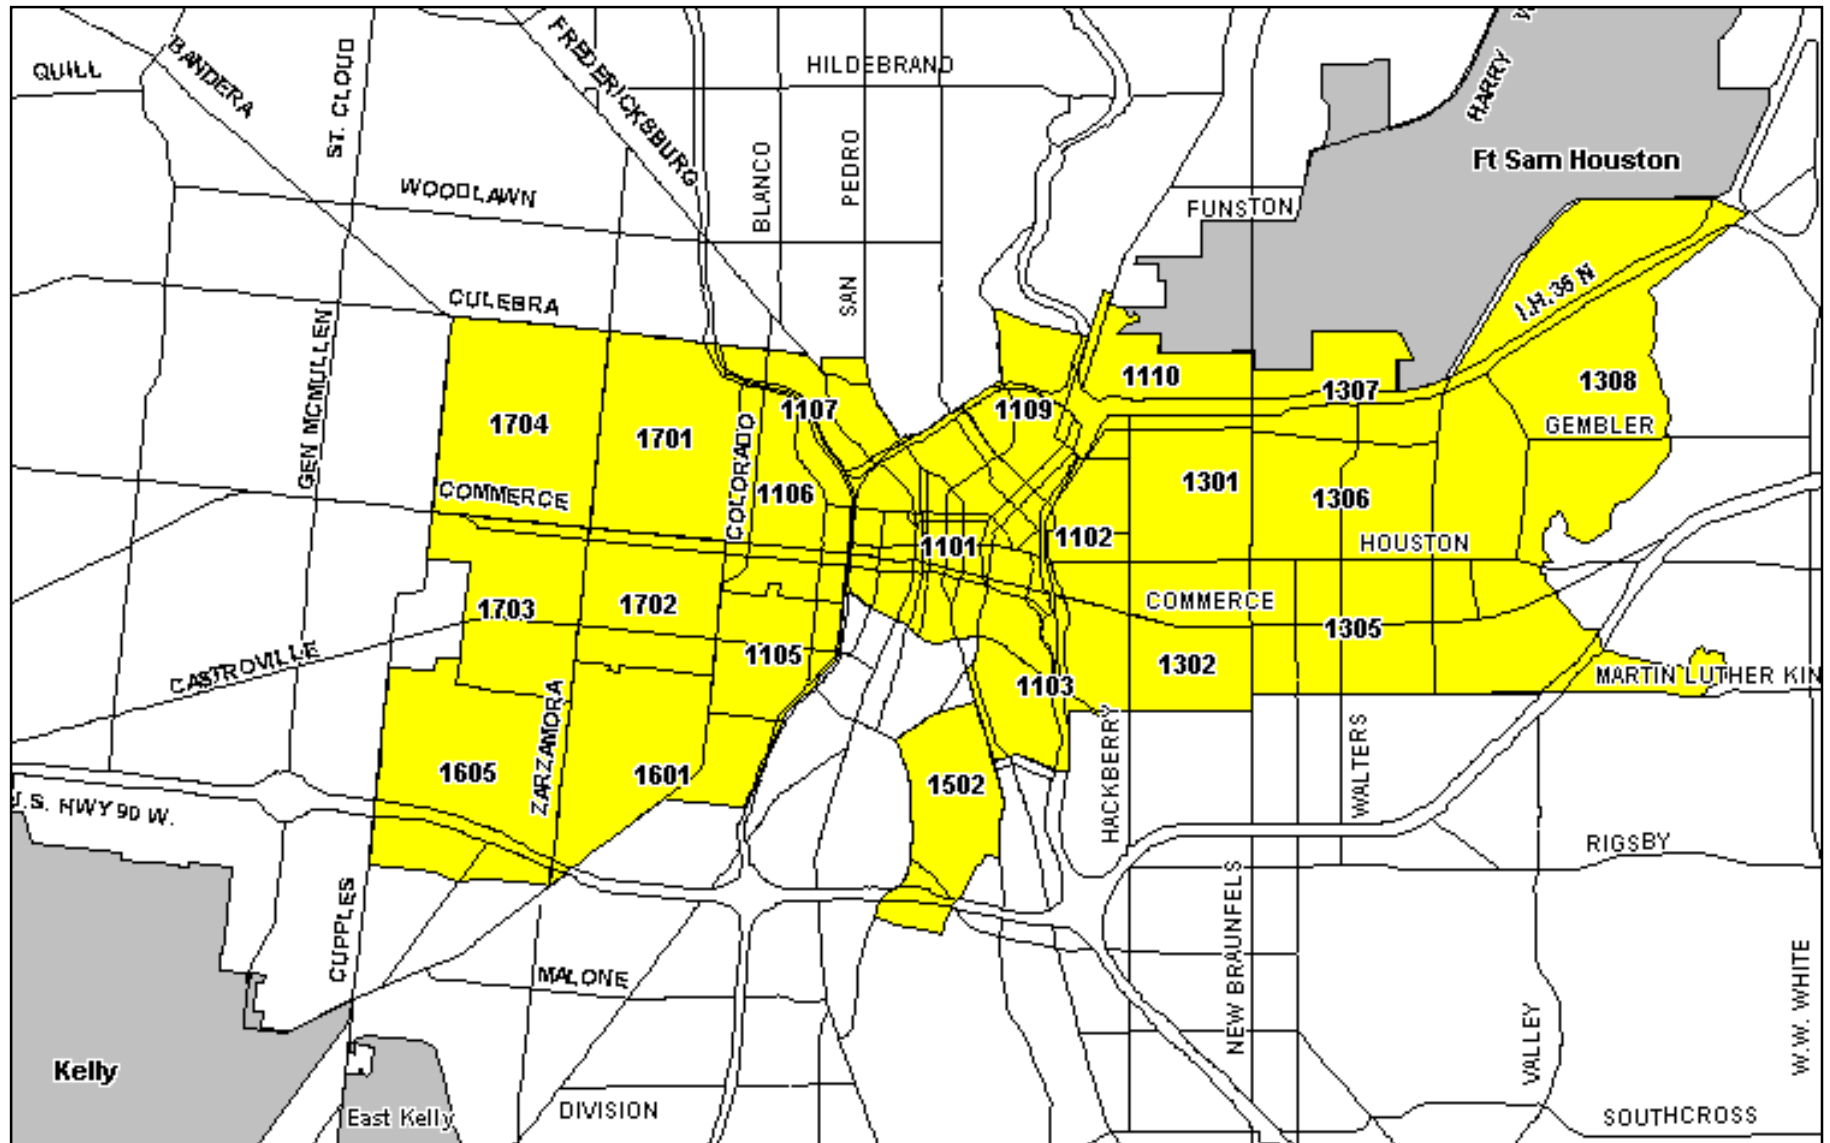 HILDEBRAND
QUILL
BANDERA
ST. CLOUD
FREDERICKSBURG
HARRY
Ft Sam Houston
WOODLAWN
BLANCO
SAN PEDRO
FUNSTON
CULEBRA
I.H. 35 N
GEN MCMULLEN
1110
1307
1308
1704
1701
1107
1109
GEMBLER
COLORADO
COMMERCE
1106
1301
1306
1101
1102
HOUSTON
1703
1702
COMMERCE
1305
CASTROVILLE
1105
1103
1302
MARTIN LUTHER KIN
ZARZAMORA
1605
1601
1502
HACKBERRY
WALTERS
U.S. HWY 90 W.
RIGSBY
CUPPLES
NEW BRAUNFELS
MALONE
VALLEY
W.W. WHITE
Kelly
East Kelly
DIVISION
SOUTHCROSS